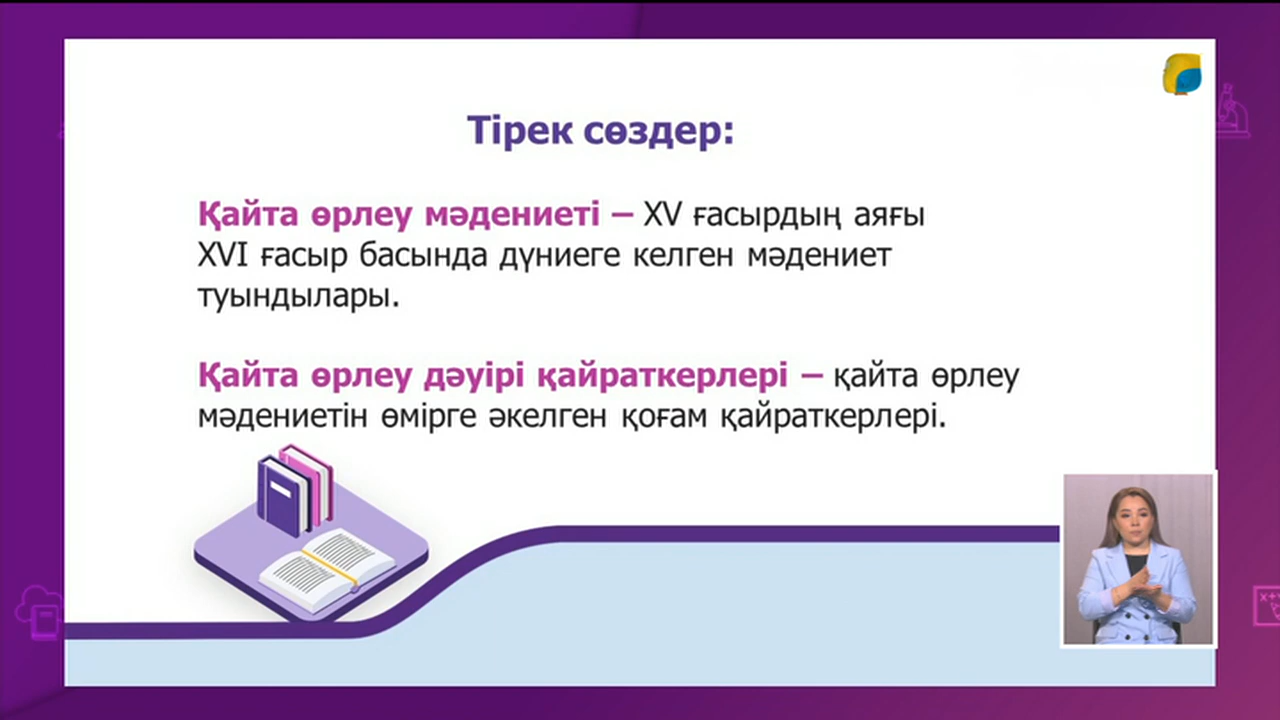 Тірек сөздер:
Қайта өрлеу мәдениеті – XV ғасырдың аяғы
XVI ғасыр басында дүниеге келген мәдениет
туындылары.
Қайта өрлеу дәуірі қайраткерлері – қайта өрлеу
мәдениетін өмірге әкелген қоғам қайраткерлері.